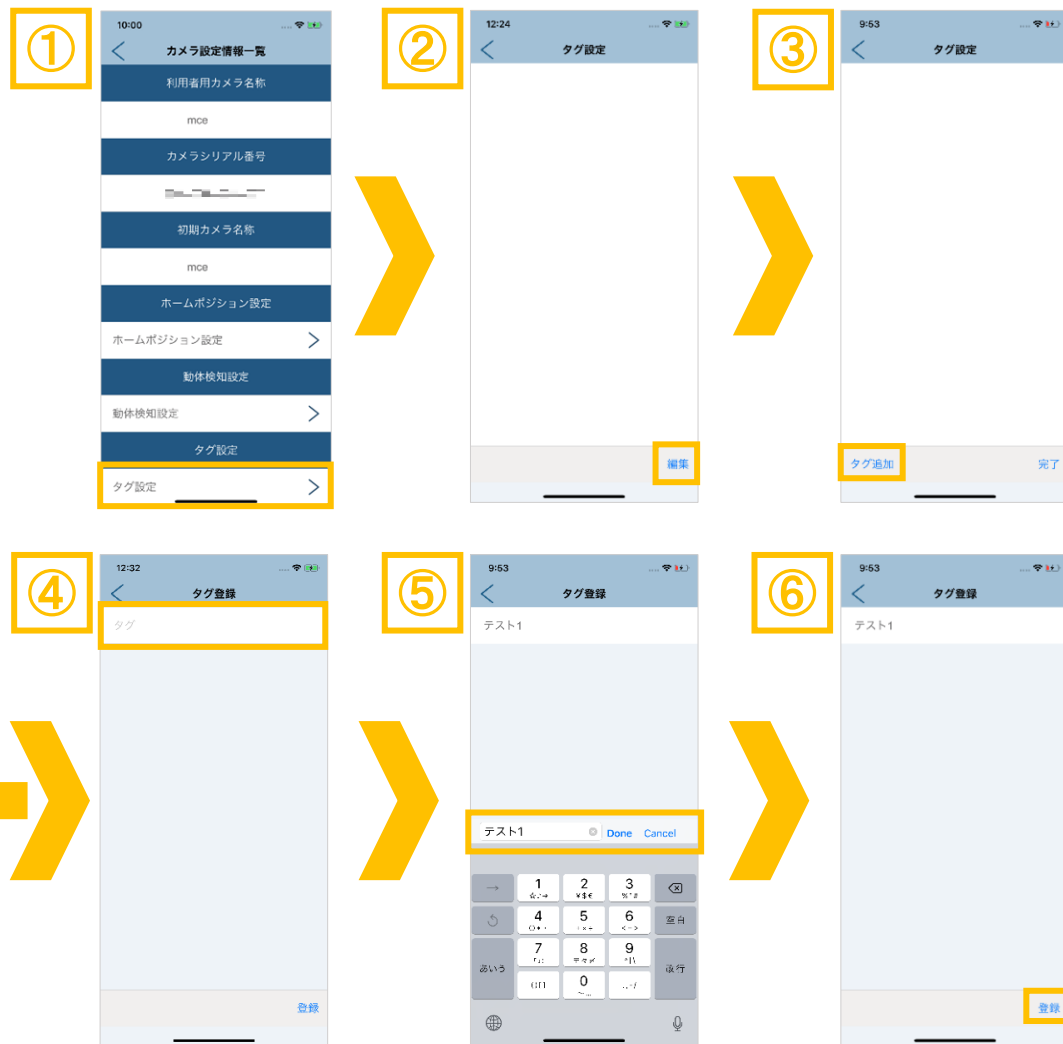 ①
10:00
カメラ設定情報一覧
利用者用カメラ名称
mce
カメラシリアル番号
初期カメラ名称
mce
ホームポジション設定
ホームポジション設定
動体検知設定
動体検知設定
タグ設定
タグ設定
②
12:24
タグ設定
編集
③
9:53
タグ設定
タグ追加
完了
④
12:32
タグ登録
タグ
登録
⑤
9:53
タグ登録
テスト1
テスト1 Done Cancel
→ 1 2 3
☆♪→ ¥$€ %°#
4 5 6 空白
○*・ +×÷ <=>
7 8 9
「」: 〒々〆 ^|\
あいう 改行
()[] 0 .,-/
〜…
⑥
9:53
タグ登録
テスト1
登録